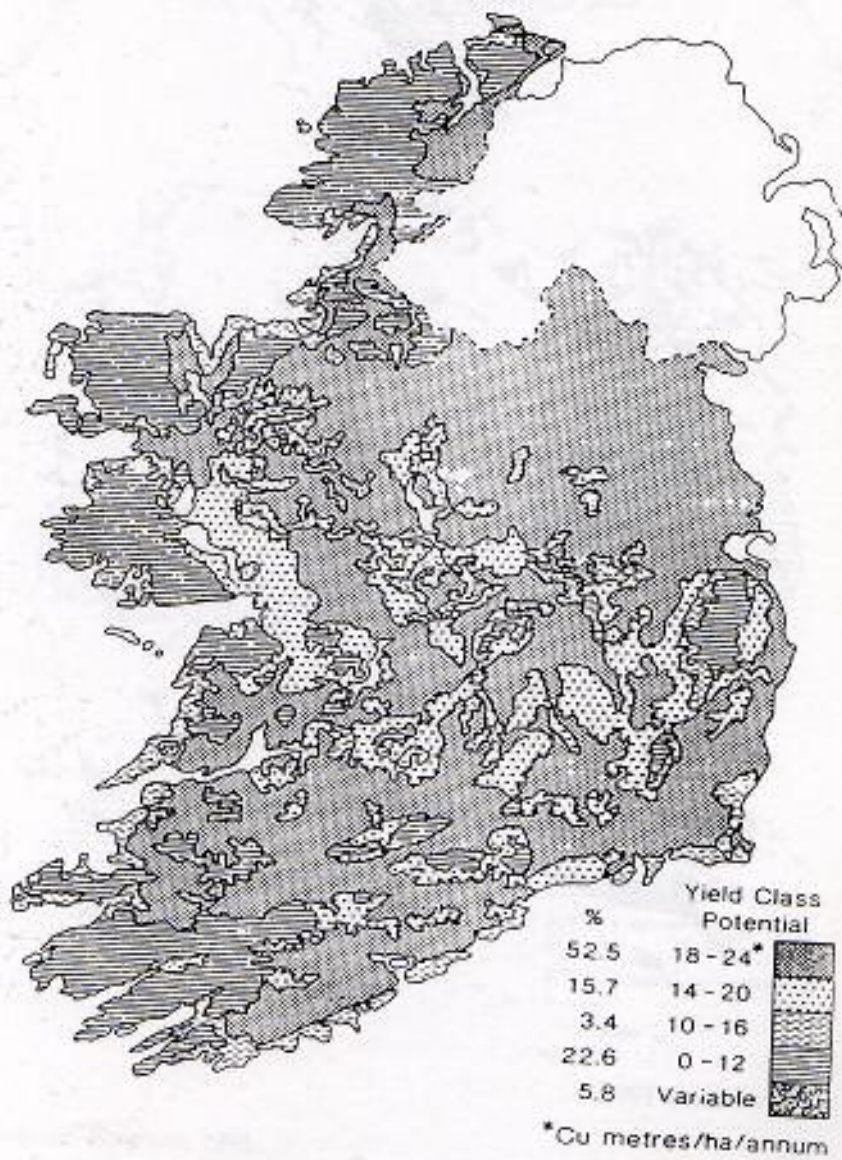 Yield Class
% Potential
52.5 18-24*
15.7 14-20
3.4 10-16
22.6 0-12
5.8 Variable
*Cu metres/ha/annum